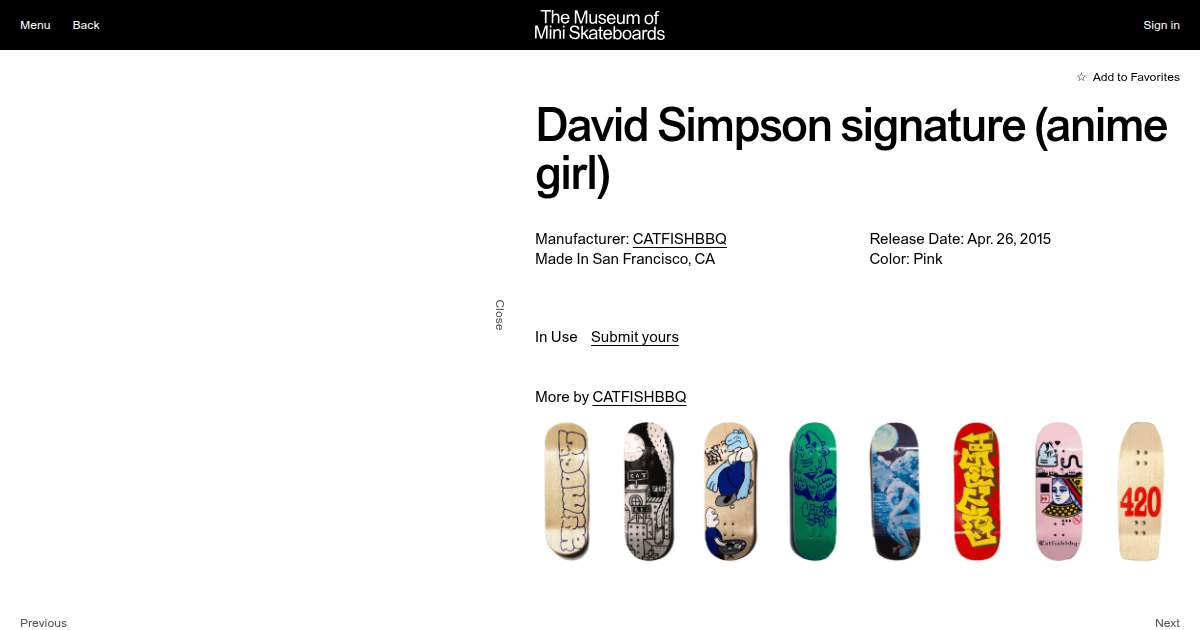 Menu
Back
The Museum of
Mini Skateboards
Sign in
☆ Add to Favorites
David Simpson signature (anime
girl)
Manufacturer: CATFISHBBQ
Made In San Francisco, CA
Release Date: Apr. 26, 2015
Color: Pink
Close
In Use
Submit yours
More by CATFISHBBQ
Catfishbbq
420
Previous
Next